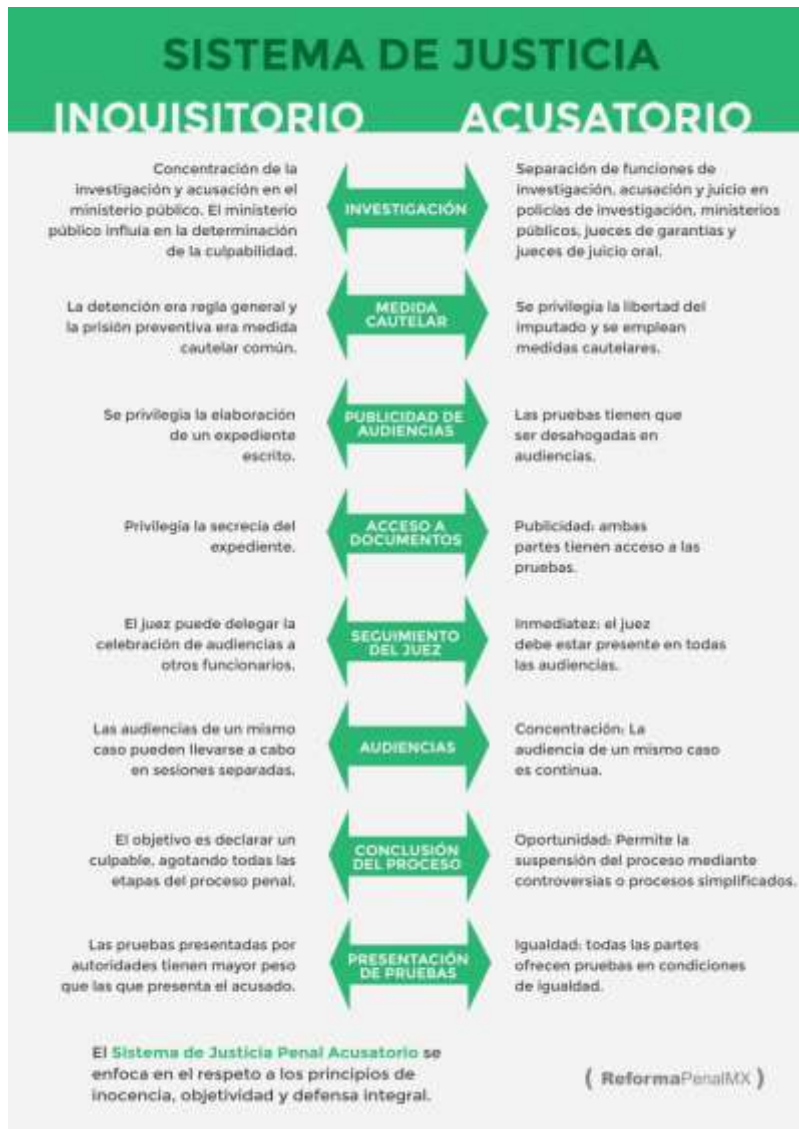 SISTEMA DE JUSTICIA
INQUISITORIO
ACUSATORIO
Concentración de la
investigación y acusación en el
ministerio público. El ministerio
público influía en la determinación
de la culpabilidad.
INVESTIGACIÓN
Separación de funciones de
investigación, acusación y juicio en
policías de investigación, ministerios
públicos, jueces de garantías y
jueces de juicio oral.
La detención era regla general y
la prisión preventiva era medida
cautelar común.
MEDIDA
CAUTELAR
Se privilegia la libertad del
imputado y se emplean
medidas cautelares.
Se privilegia la elaboración
de un expediente
escrito.
PUBLICIDAD DE
AUDIENCIAS
Las pruebas tienen que
ser desahogadas en
audiencias.
Privilegia la secrecía del
expediente.
ACCESO A
DOCUMENTOS
Publicidad: ambas
partes tienen acceso a las
pruebas.
El juez puede delegar la
celebración de audiencias a
otros funcionarios.
SEGUIMIENTO
DEL JUEZ
Inmediatez: el juez
debe estar presente en todas
las audiencias.
Las audiencias de un mismo
caso pueden llevarse a cabo
en sesiones separadas.
AUDIENCIAS
Concentración: La
audiencia de un mismo caso
es continua.
El objetivo es declarar un
culpable, agotando todas las
etapas del proceso penal.
CONCLUSIÓN
DEL PROCESO
Oportunidad: Permite la
suspensión del proceso mediante
controversias o procesos simplificados.
Las pruebas presentadas por
autoridades tienen mayor peso
que las que presenta el acusado.
PRESENTACIÓN
DE PRUEBAS
Igualdad: todas las partes
ofrecen pruebas en condiciones
de igualdad.
El Sistema de Justicia Penal Acusatorio se
enfoca en el respeto a los principios de
inocencia, objetividad y defensa integral.
( ReformaPenalMX )